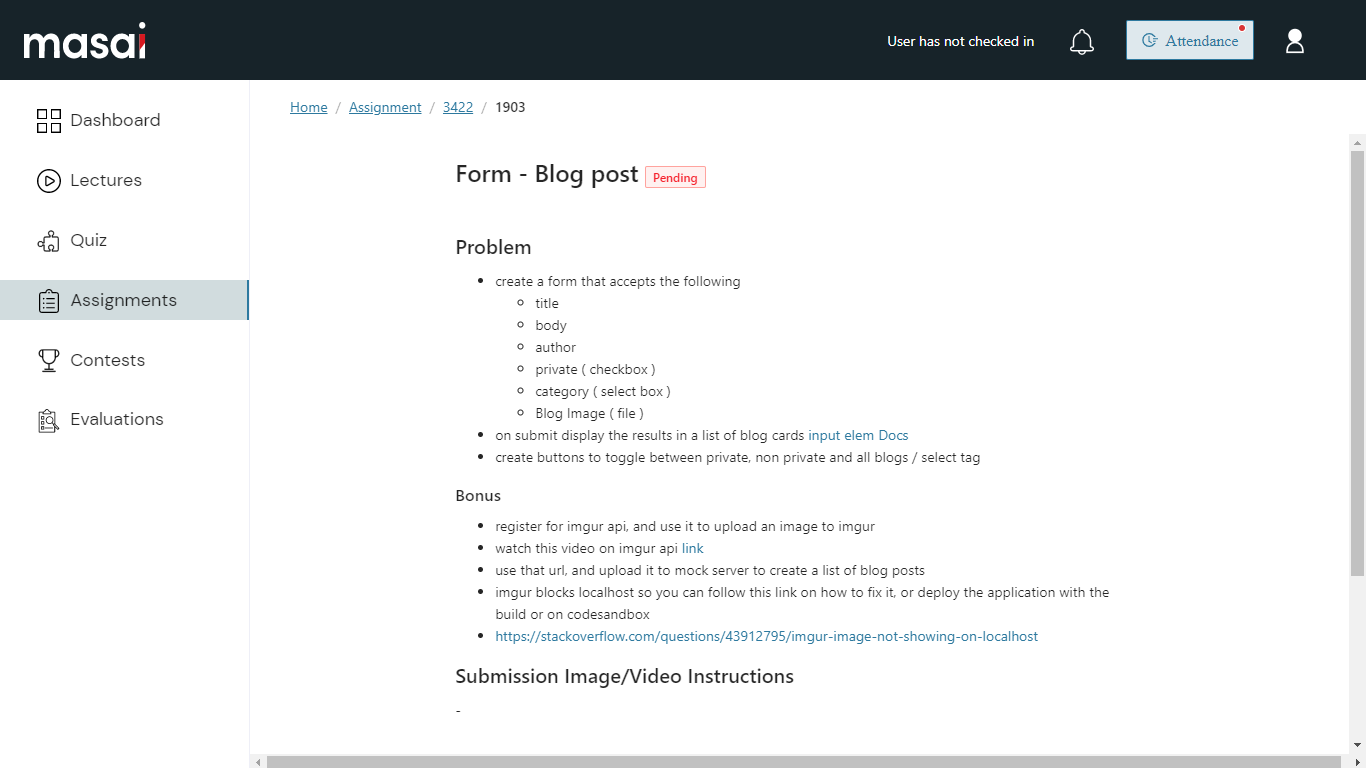 masai
User has not checked in
Attendance
Dashboard
Lectures
Quiz
Assignments
Contests
Evaluations
Home / Assignment / 3422 / 1903
Form - Blog post Pending
Problem
create a form that accepts the following
title
body
author
private ( checkbox )
category ( select box )
Blog Image ( file )
on submit display the results in a list of blog cards input elem Docs
create buttons to toggle between private, non private and all blogs / select tag
Bonus
register for imgur api, and use it to upload an image to imgur
watch this video on imgur api link
use that url, and upload it to mock server to create a list of blog posts
imgur blocks localhost so you can follow this link on how to fix it, or deploy the application with the
build or on codesandbox
https://stackoverflow.com/questions/43912795/imgur-image-not-showing-on-localhost
Submission Image/Video Instructions
-